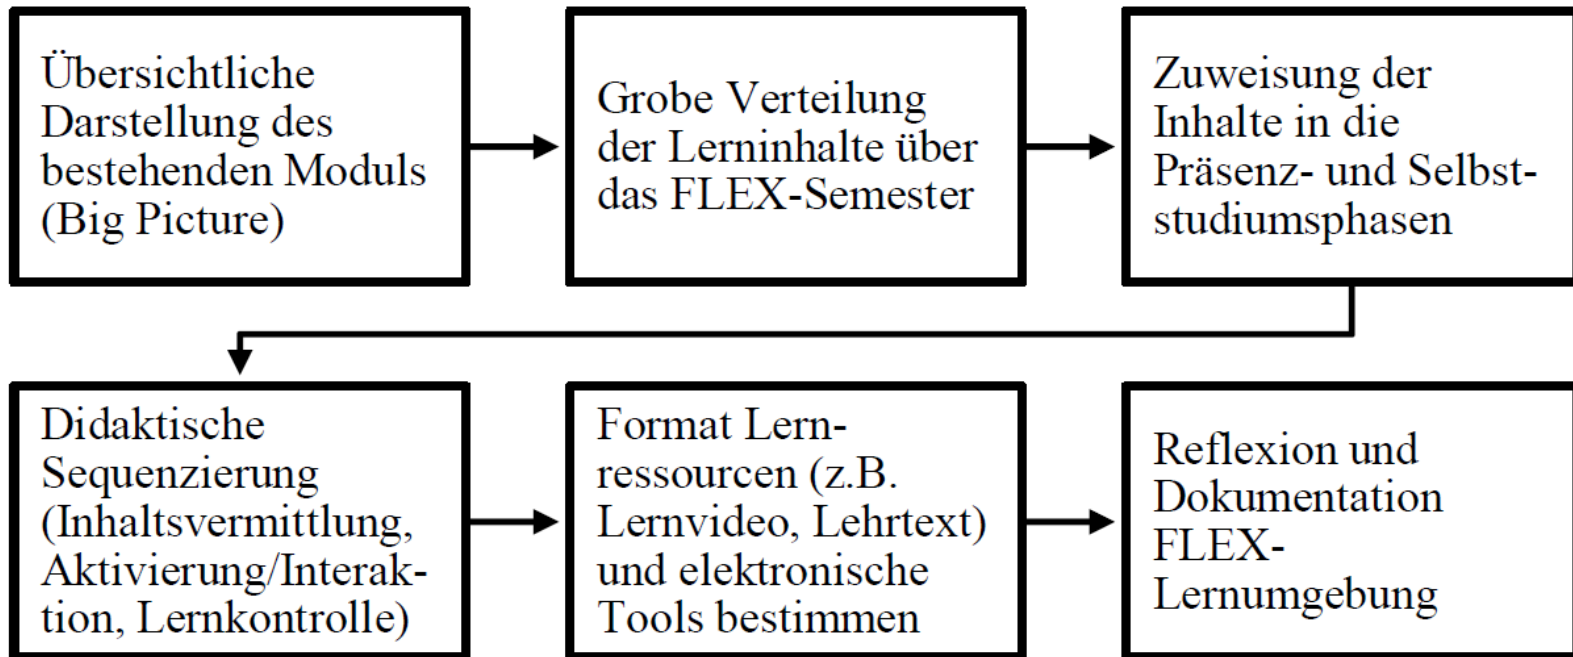 Übersichtliche
Darstellung des
bestehenden Moduls
(Big Picture)
Grobe Verteilung
der Lerninhalte über
das FLEX-Semester
Zuweisung der
Inhalte in die
Präsenz- und Selbst-
studiumsphasen
Didaktische
Sequenzierung
(Inhaltsvermittlung,
Aktivierung/Interak-
tion, Lernkontrolle)
Format Lern-
ressourcen (z.B.
Lernvideo, Lehrtext)
und elektronische
Tools bestimmen
Reflexion und
Dokumentation
FLEX-
Lernumgebung